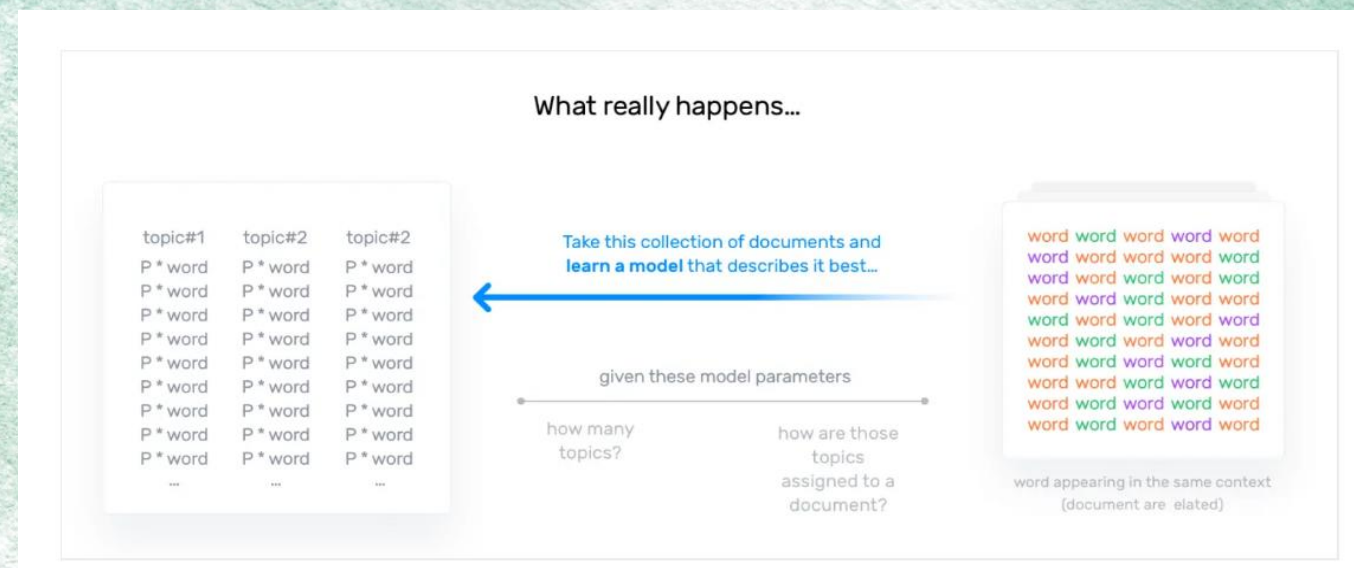 What really happens...
topic#1 topic#2 topic#2
P * word P * word P * word
P * word P * word P * word
P * word P * word P * word
P * word P * word P * word
P * word P * word P * word
P * word P * word P * word
P * word P * word P * word
P * word P * word P * word
P * word P * word P * word
... ... ...
Take this collection of documents and
learn a model that describes it best...
given these model parameters
how many
topics?
how are those
topics
assigned to a
document?
word word word word word
word word word word word
word word word word word
word word word word word
word word word word word
word word word word word
word word word word word
word word word word word
word word word word word
word word word word word
word appearing in the same context
(document are elated)